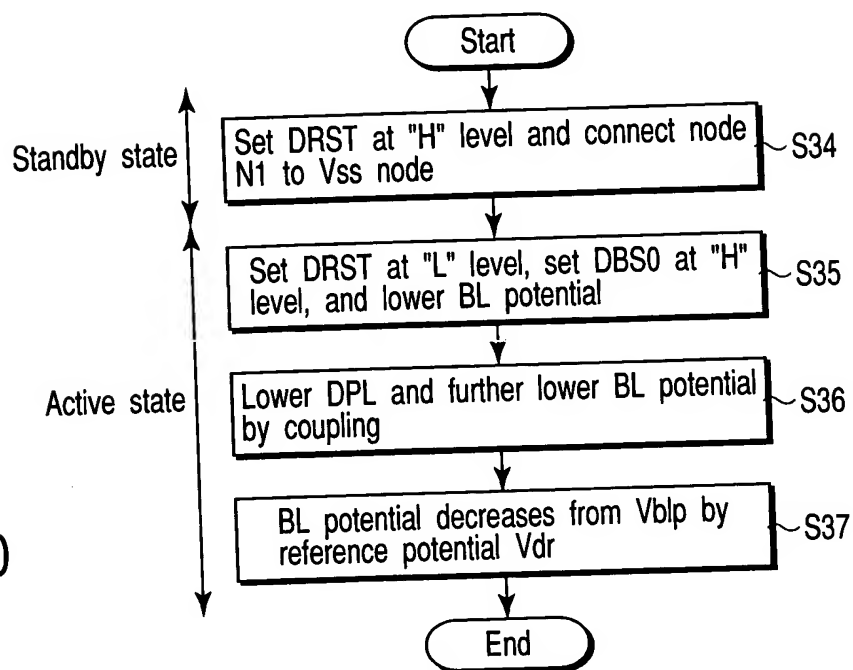 Start
Standby state
Set DRST at "H" level and connect node
N1 to Vss node
S34
Set DRST at "L" level, set DBS0 at "H"
level, and lower BL potential
S35
Active state
Lower DPL and further lower BL potential
by coupling
S36
BL potential decreases from Vblp by
reference potential Vdr
S37
End